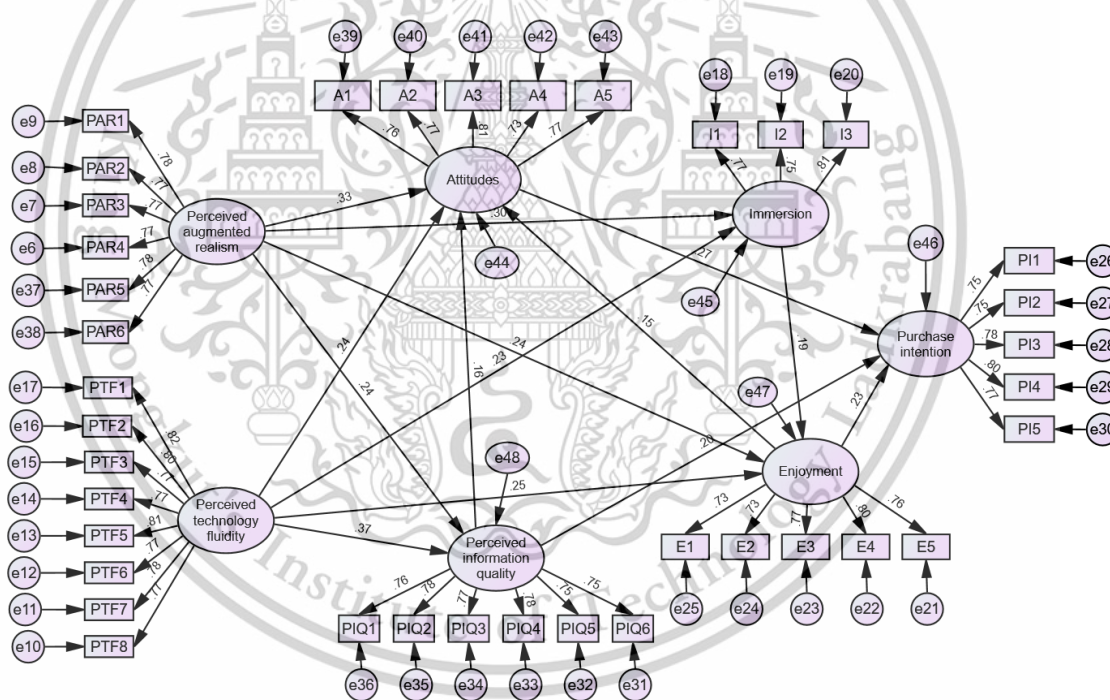 e39 e40 e41 e42 e43
A1 A2 A3 A4 A5
.76 .77 .81 .73 .77
Attitudes
e18 e19 e20
I1 I2 I3
.77 .75 .81
Immersion
e9 PAR1
e8 PAR2
e7 PAR3
e6 PAR4
e37 PAR5
e38 PAR6
.78
.77
.77
.77
.78
.77
Perceived
augmented
realism
.33
.30
e44
e45
.27
e46
Purchase
intention
PI1
PI2 e27
PI3 e28
PI4 e29
PI5 e30
.75
.75
.78
.80
.77
.15
.19
.24
.24
.24
.23
.16
e17 PTF1
e16 PTF2
e15 PTF3
e14 PTF4
e13 PTF5
e12 PTF6
e11 PTF7
e10 PTF8
.82
.80
.77
.77
.81
.77
Perceived
technology
fluidity
e47
.23
.20
e48
.25
.37
Enjoyment
.73 .73 .77 .80 .76
E1 E2 E3 E4 E5
e25 e24 e23 e22 e21
Perceived
information
quality
.76 .78 .77 .78 .75 .75
PIQ1 PIQ2 PIQ3 PIQ4 PIQ5 PIQ6
e36 e35 e34 e33 e32 e31
Institute of Technology